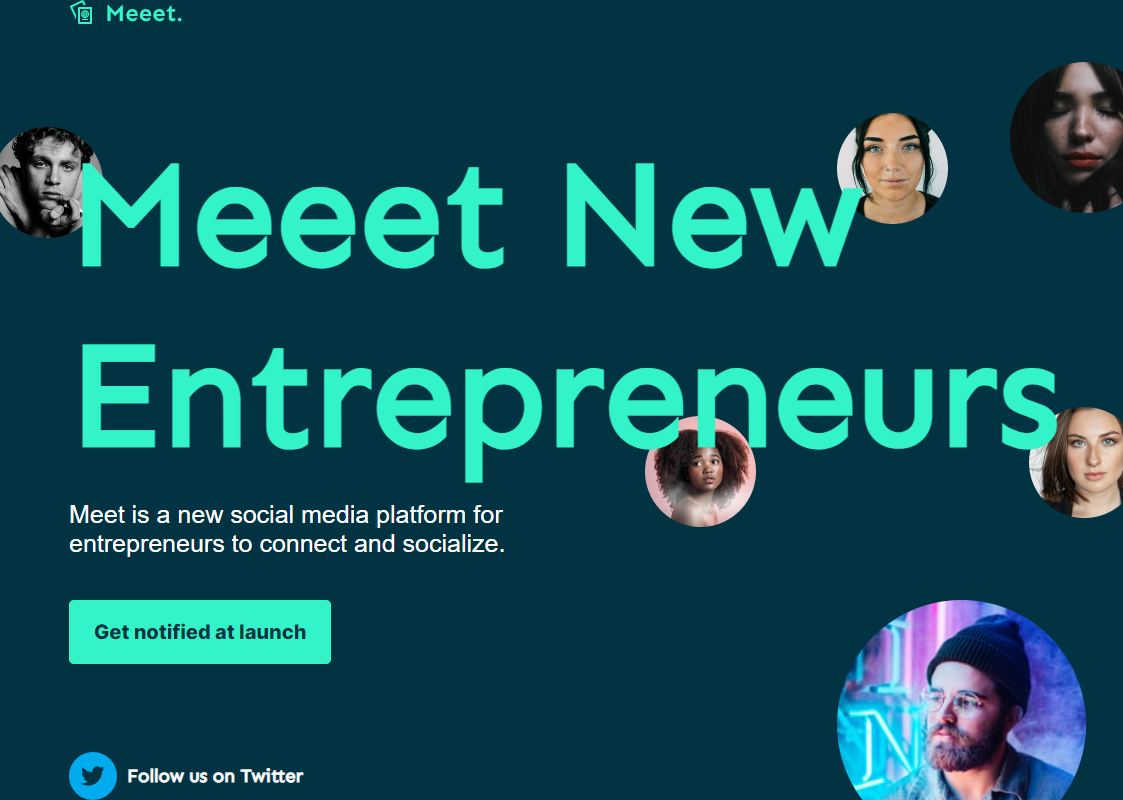 Meeet.
Meeet New
Entrepreneurs
Meet is a new social media platform for
entrepreneurs to connect and socialize.
Get notified at launch
N
Follow us on Twitter